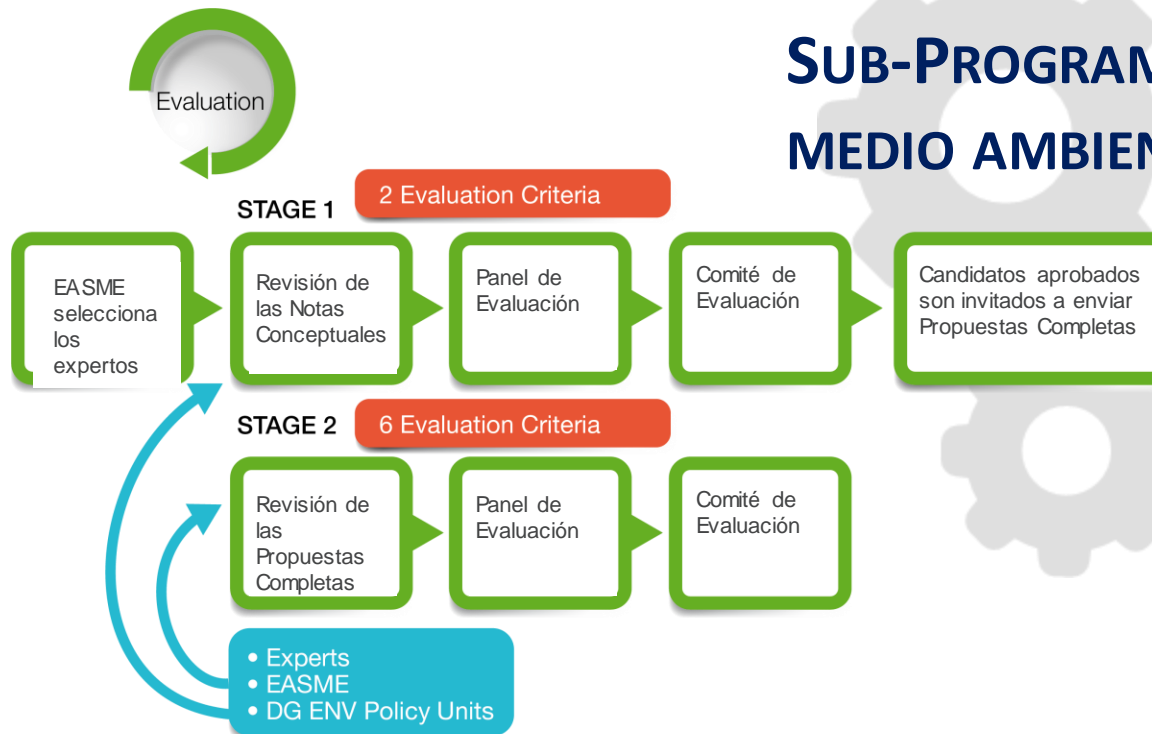 SUB-PROGRAM
MEDIO AMBIEN
Evaluation
STAGE 1
2 Evaluation Criteria
EASME
selecciona
los
expertos
Revisión de
las Notas
Conceptuales
Panel de
Evaluación
Comité de
Evaluación
Candidatos aprobados
son invitados a enviar
Propuestas Completas
STAGE 2
6 Evaluation Criteria
Revisión de
las
Propuestas
Completas
Panel de
Evaluación
Comité de
Evaluación
• Experts
• EASME
• DG ENV Policy Units